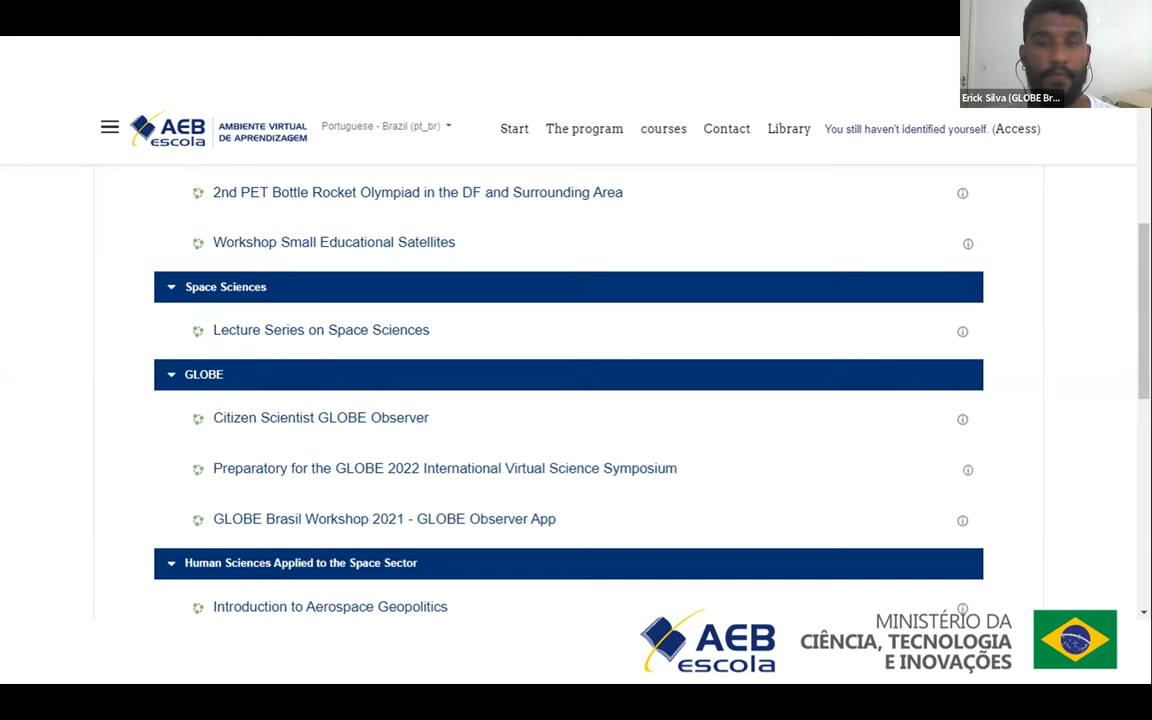 Erick Silva (GLOBE Br...
AEB
escola
AMBIENTE VIRTUAL
DE APRENDIZAGEM
Portuguese - Brazil (pt_br)
Start
The program
courses
Contact
Library
You still haven't identified yourself. (Access)
2nd PET Bottle Rocket Olympiad in the DF and Surrounding Area
Workshop Small Educational Satellites
Space Sciences
Lecture Series on Space Sciences
GLOBE
Citizen Scientist GLOBE Observer
Preparatory for the GLOBE 2022 International Virtual Science Symposium
GLOBE Brasil Workshop 2021 - GLOBE Observer App
Human Sciences Applied to the Space Sector
Introduction to Aerospace Geopolitics
AEB
escola
MINISTÉRIO DA
CIÊNCIA, TECNOLOGIA
E INOVAÇÕES